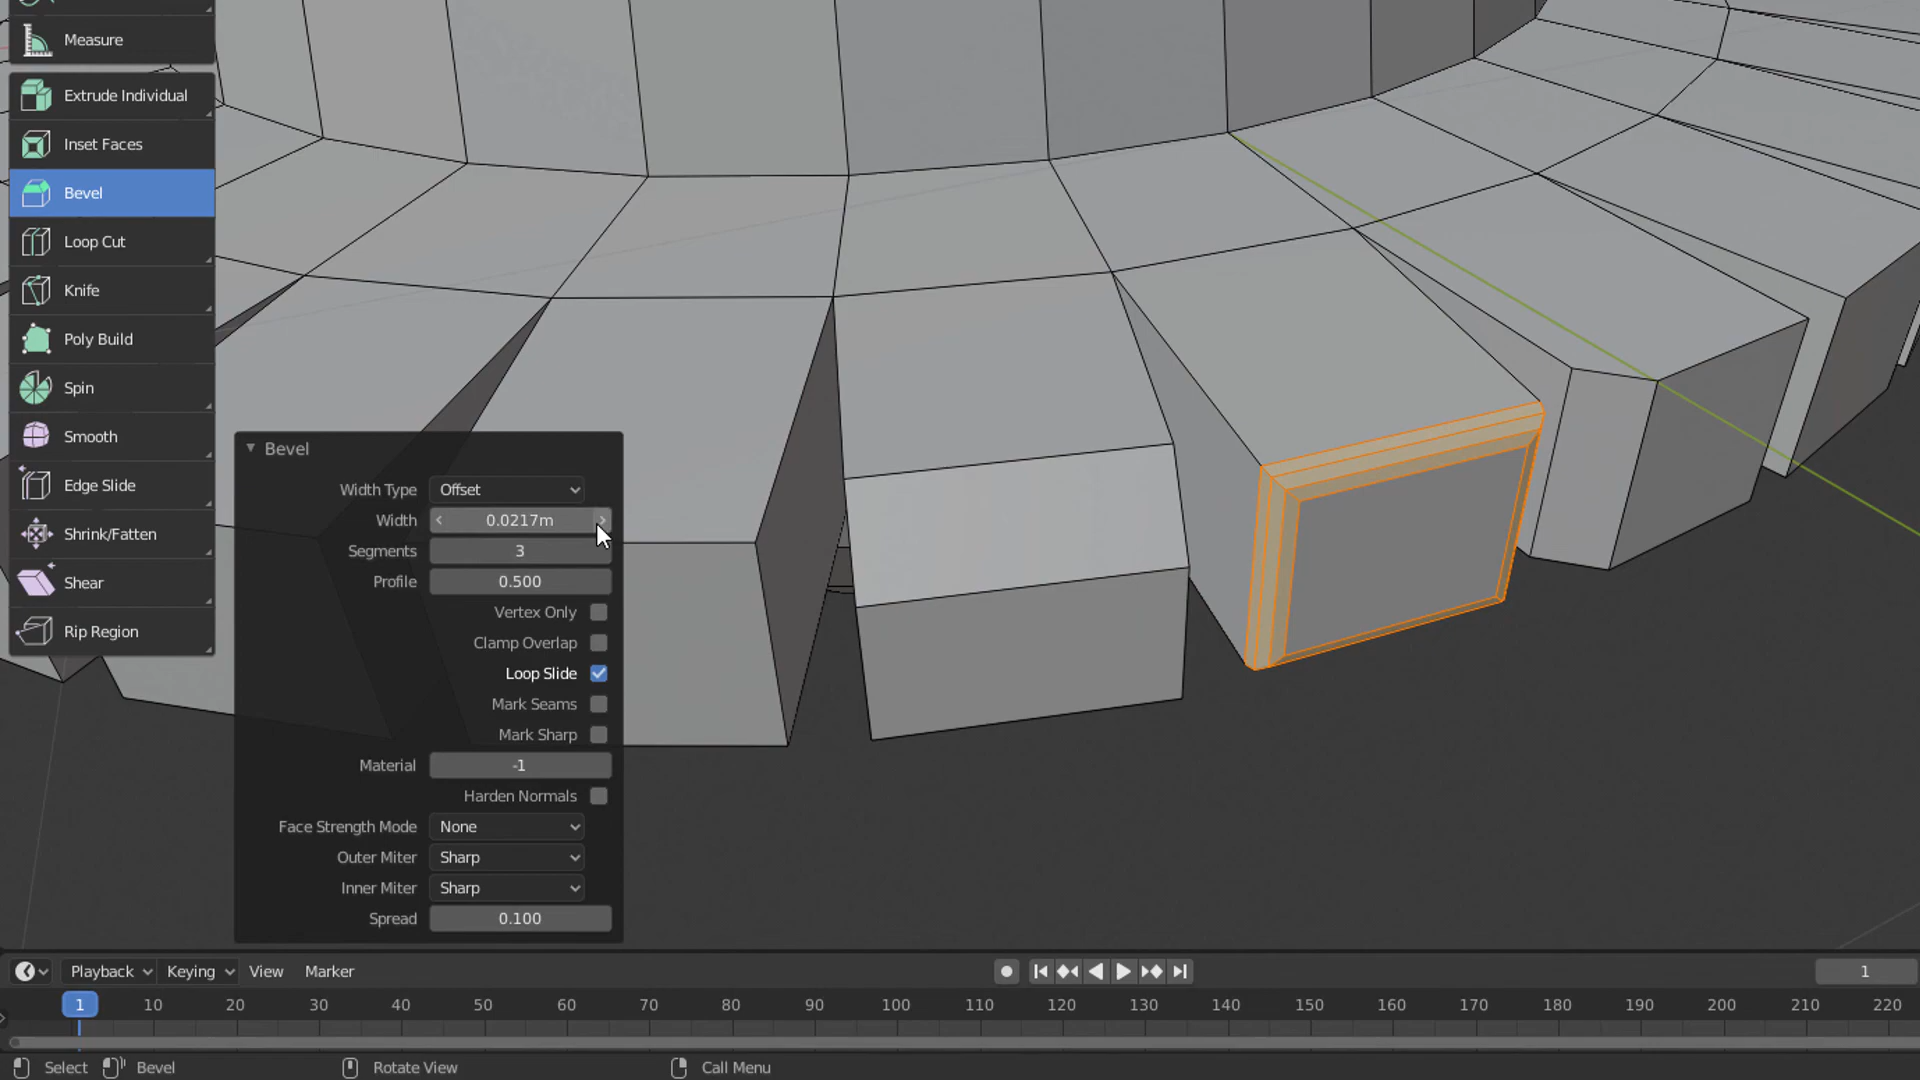 Measure
Extrude Individual
Inset Faces
Bevel
Loop Cut
Knife
Poly Build
Spin
Smooth
Edge Slide
Shrink/Fatten
Shear
Rip Region
Bevel
Width Type Offset
Width 0.0217m
Segments 3
Profile 0.500
Vertex Only
Clamp Overlap
Loop Slide
Mark Seams
Mark Sharp
Material -1
Harden Normals
Face Strength Mode None
Outer Miter Sharp
Inner Miter Sharp
Spread 0.100
Playback Keying View Marker 1
1 10 20 30 40 50 60 70 80 90 100 110 120 130 140 150 160 170 180 190 200 210 220
Select Bevel Rotate View Call Menu